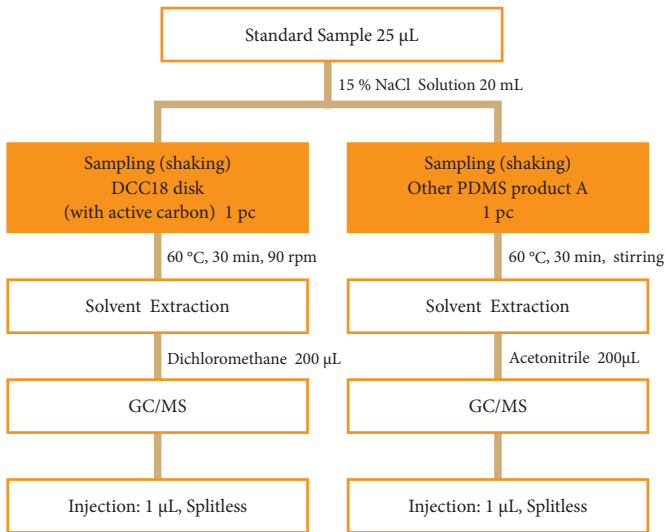 Standard Sample 25 µL
15 % NaCl Solution 20 mL
Sampling (shaking)
DCC18 disk
(with active carbon) 1 pc
60 °C, 30 min, 90 rpm
Solvent Extraction
Dichloromethane 200 µL
GC/MS
Injection: 1 µL, Splitless
Sampling (shaking)
Other PDMS product A
1 pc
60 °C, 30 min, stirring
Solvent Extraction
Acetonitrile 200µL
GC/MS
Injection: 1 µL, Splitless